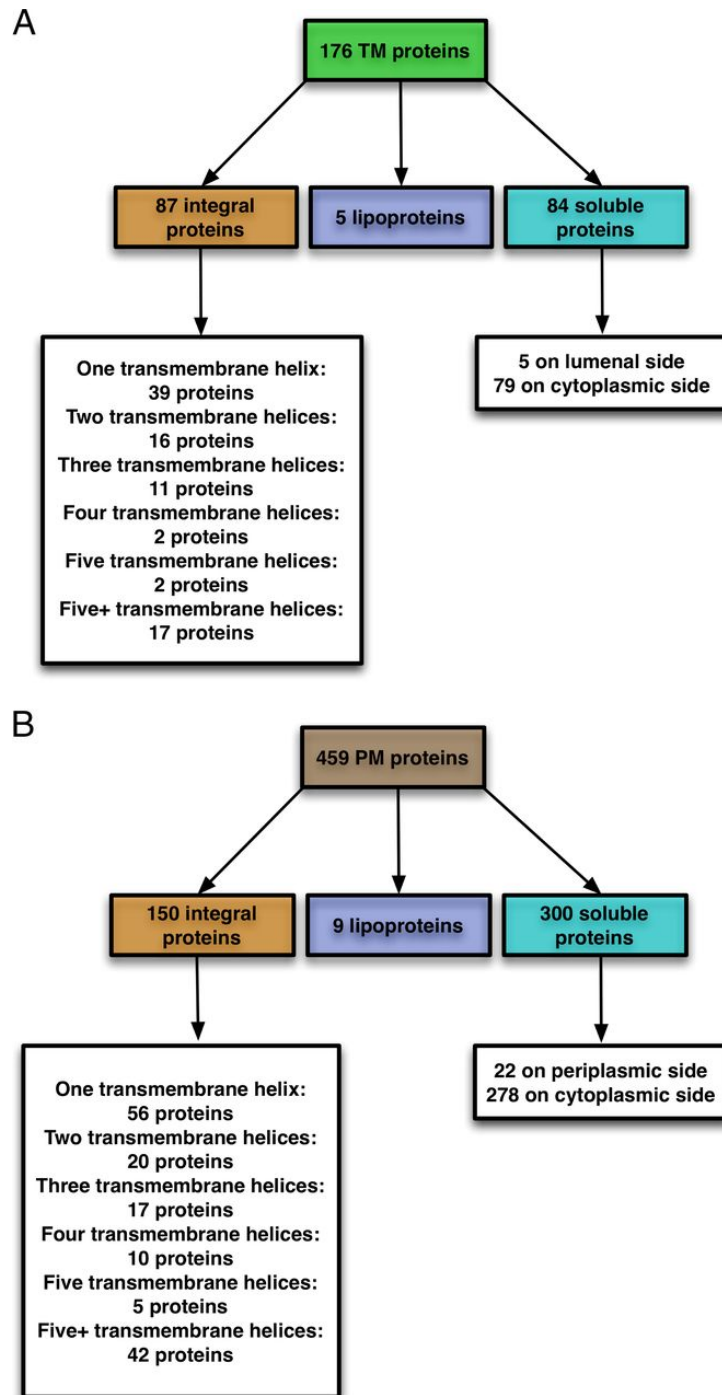 A
176 TM proteins
87 integral
proteins
5 lipoproteins
84 soluble
proteins
One transmembrane helix:
39 proteins
Two transmembrane helices:
16 proteins
Three transmembrane helices:
11 proteins
Four transmembrane helices:
2 proteins
Five transmembrane helices:
2 proteins
Five+ transmembrane helices:
17 proteins
5 on lumenal side
79 on cytoplasmic side
B
459 PM proteins
150 integral
proteins
9 lipoproteins
300 soluble
proteins
One transmembrane helix:
56 proteins
Two transmembrane helices:
20 proteins
Three transmembrane helices:
17 proteins
Four transmembrane helices:
10 proteins
Five transmembrane helices:
5 proteins
Five+ transmembrane helices:
42 proteins
22 on periplasmic side
278 on cytoplasmic side